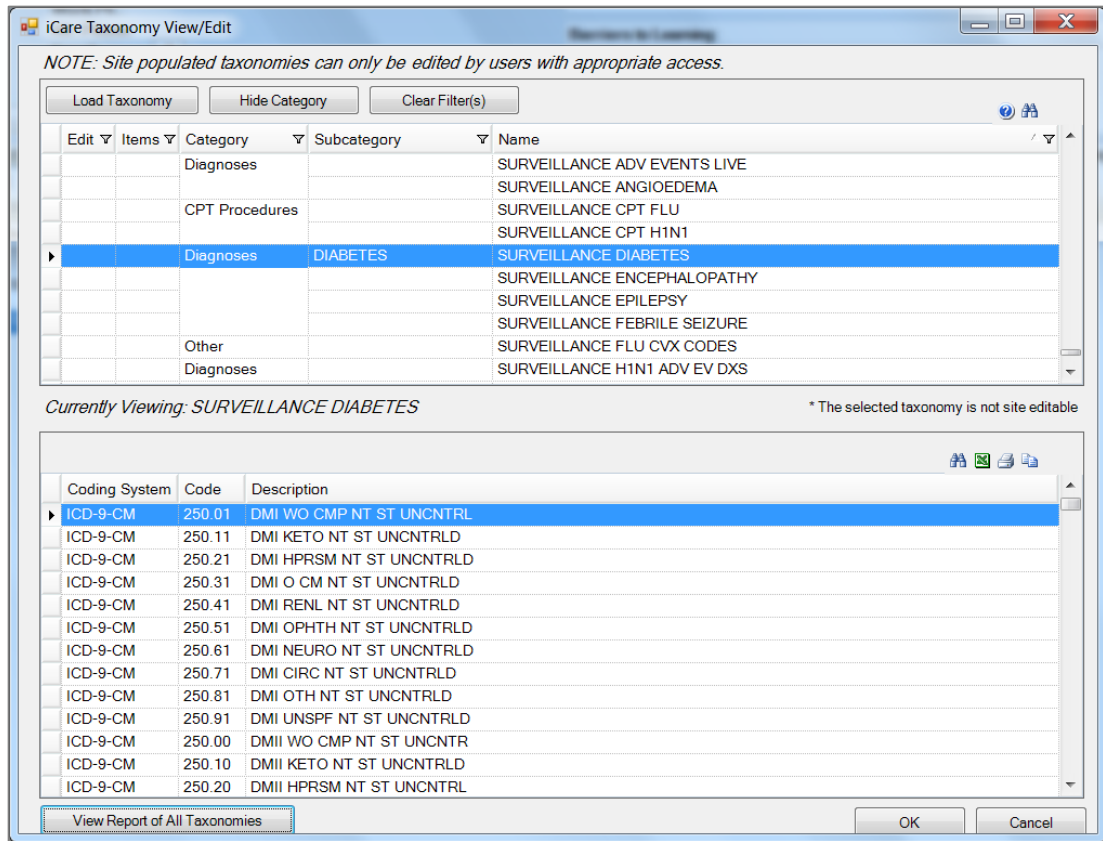 iCare Taxonomy View/Edit
NOTE: Site populated taxonomies can only be edited by users with appropriate access.
Load Taxonomy Hide Category Clear Filter(s)
Edit Items Category Subcategory Name
Diagnoses SURVEILLANCE ADV EVENTS LIVE
SURVEILLANCE ANGIOEDEMA
CPT Procedures SURVEILLANCE CPT FLU
SURVEILLANCE CPT H1N1
Diagnoses DIABETES SURVEILLANCE DIABETES
SURVEILLANCE ENCEPHALOPATHY
SURVEILLANCE EPILEPSY
SURVEILLANCE FEBRILE SEIZURE
Other SURVEILLANCE FLU CVX CODES
Diagnoses SURVEILLANCE H1N1 ADV EV DXS
Currently Viewing: SURVEILLANCE DIABETES * The selected taxonomy is not site editable
Coding System Code Description
ICD-9-CM 250.01 DMI WO CMP NT ST UNCNTRL
ICD-9-CM 250.11 DMI KETO NT ST UNCNTRLD
ICD-9-CM 250.21 DMI HPRSM NT ST UNCNTRLD
ICD-9-CM 250.31 DMI O CM NT ST UNCNTRLD
ICD-9-CM 250.41 DMI RENL NT ST UNCNTRLD
ICD-9-CM 250.51 DMI OPHTH NT ST UNCNTRLD
ICD-9-CM 250.61 DMI NEURO NT ST UNCNTRLD
ICD-9-CM 250.71 DMI CIRC NT ST UNCNTRLD
ICD-9-CM 250.81 DMI OTH NT ST UNCNTRLD
ICD-9-CM 250.91 DMI UNSPF NT ST UNCNTRLD
ICD-9-CM 250.00 DMII WO CMP NT ST UNCNTR
ICD-9-CM 250.10 DMII KETO NT ST UNCNTRLD
ICD-9-CM 250.20 DMII HPRSM NT ST UNCNTRL
View Report of All Taxonomies OK Cancel